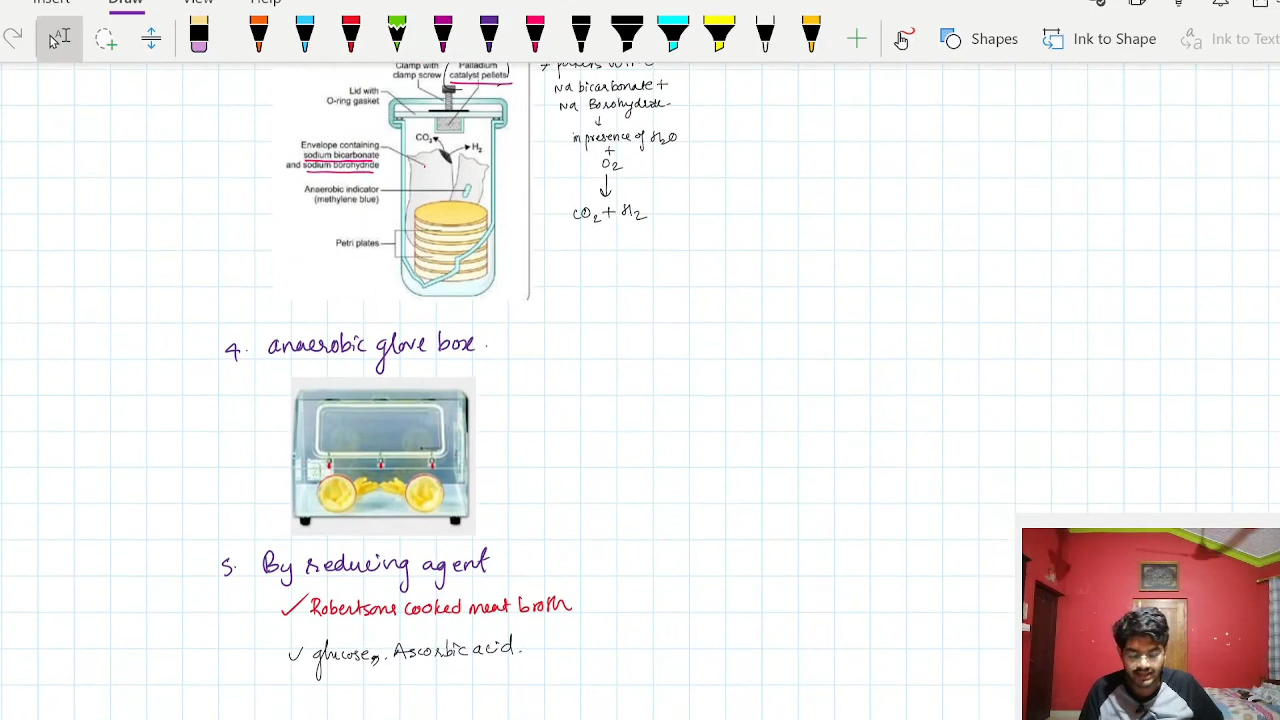 Insert Draw View Help
Shapes Ink to Shape Ink to Text
Clamp with
clamp screw
Palladium
catalyst pellets
Lid with
O-ring gasket
CO2
H2
Envelope containing
sodium bicarbonate
and sodium borohydride
Anaerobic indicator
(methylene blue)
Petri plates
Na bicarbonate +
Na Borohydride
↓
in presence of H2O
+
O2
↓
CO2 + H2
4. anaerobic glove box.
5. By reducing agent
✓ Robertsons cooked meat broth
✓ glucose, Ascorbic acid.